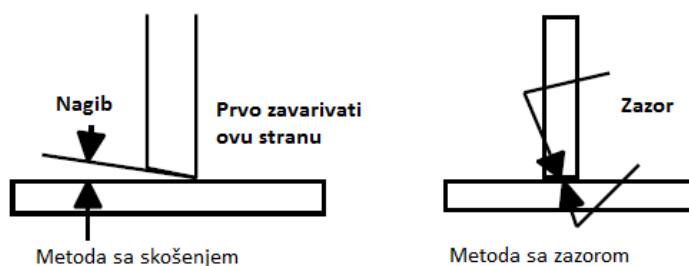 Nagib
Prvo zavarivati
ovu stranu
Metoda sa skošenjem
Zazor
Metoda sa zazorom